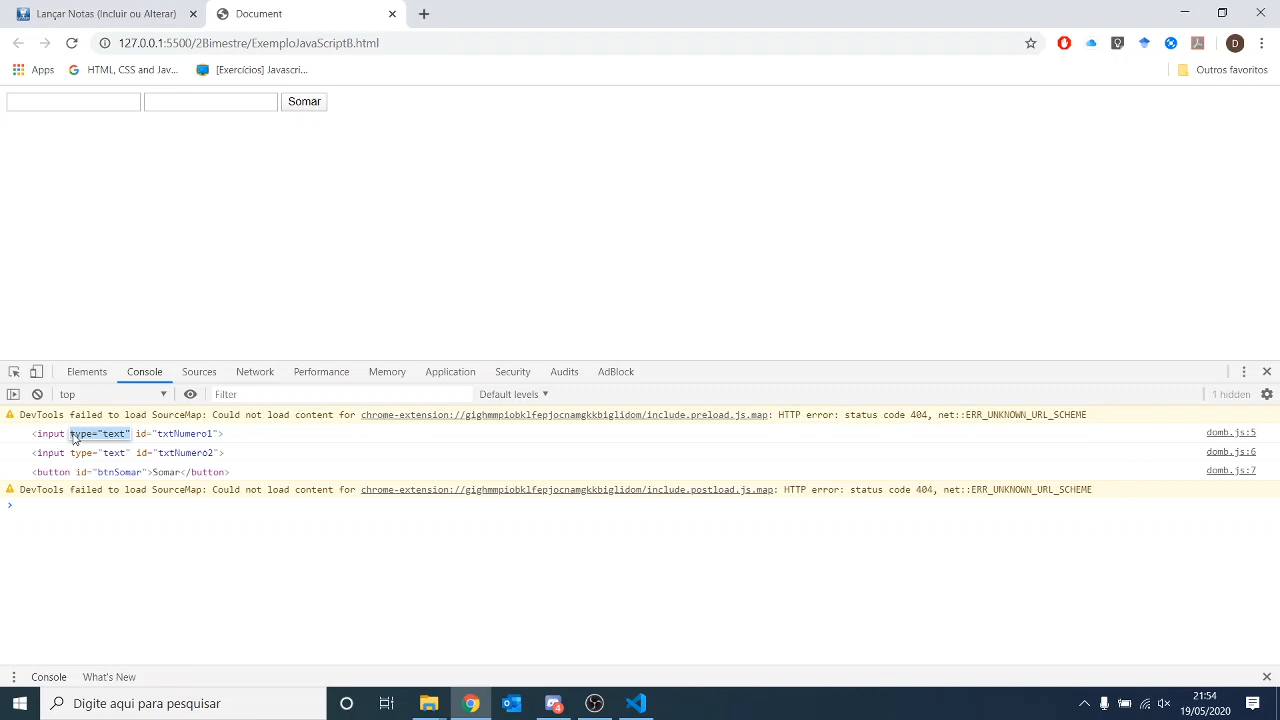 Lançar Notas (Incluir ou Alterar)
Document
127.0.0.1:5500/2Bimestre/ExemploJavaScriptB.html
D
Apps
HTML, CSS and Jav...
[Exercícios] Javascri...
Outros favoritos
Somar
Elements
Console
Sources
Network
Performance
Memory
Application
Security
Audits
AdBlock
top
Filter
Default levels
1 hidden
DevTools failed to load SourceMap: Could not load content for chrome-extension://gighmmpiobklfepjocnamgkkbiglidom/include.preload.js.map: HTTP error: status code 404, net::ERR_UNKNOWN_URL_SCHEME
<input type="text" id="txtNumero1"> domb.js:5
<input type="text" id="txtNumero2"> domb.js:6
<button id="btnSomar">Somar</button> domb.js:7
DevTools failed to load SourceMap: Could not load content for chrome-extension://gighmmpiobklfepjocnamgkkbiglidom/include.postload.js.map: HTTP error: status code 404, net::ERR_UNKNOWN_URL_SCHEME
Console
What's New
Digite aqui para pesquisar
4
21:54
19/05/2020